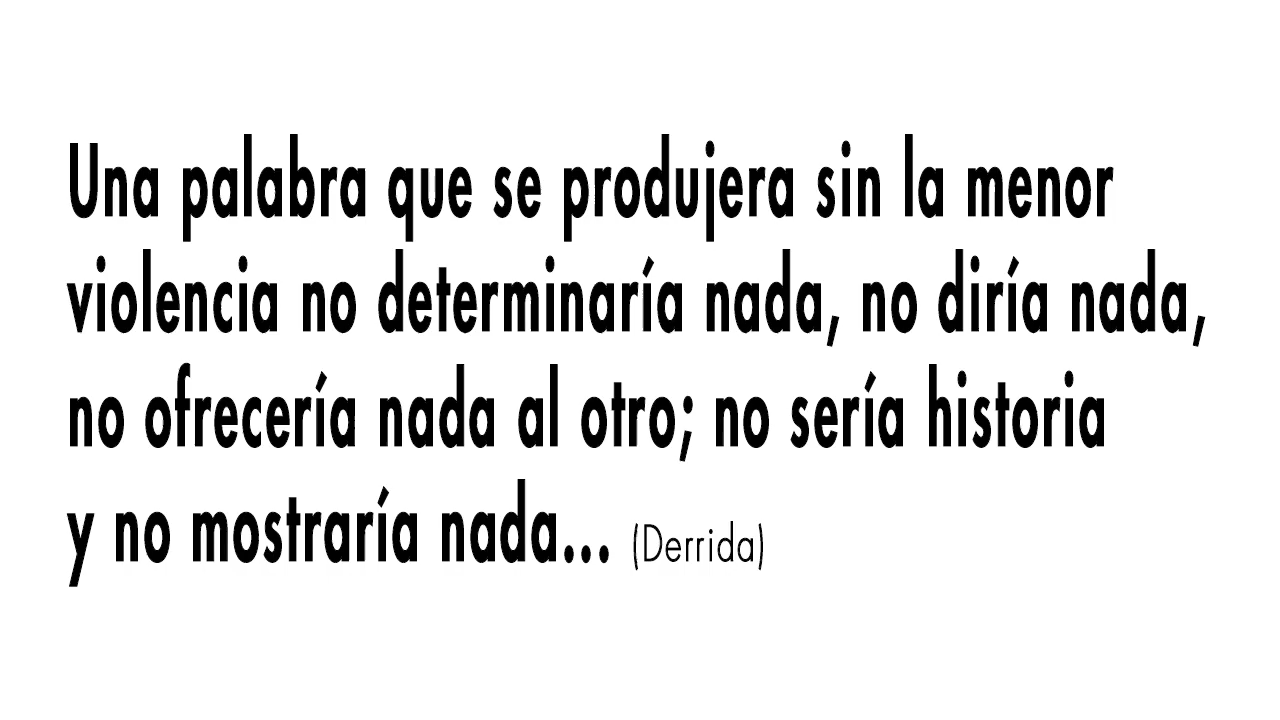 Una palabra que se produjera sin la menor
violencia no determinaría nada, no diría nada,
no ofrecería nada al otro; no sería historia
y no mostraría nada... (Derrida)